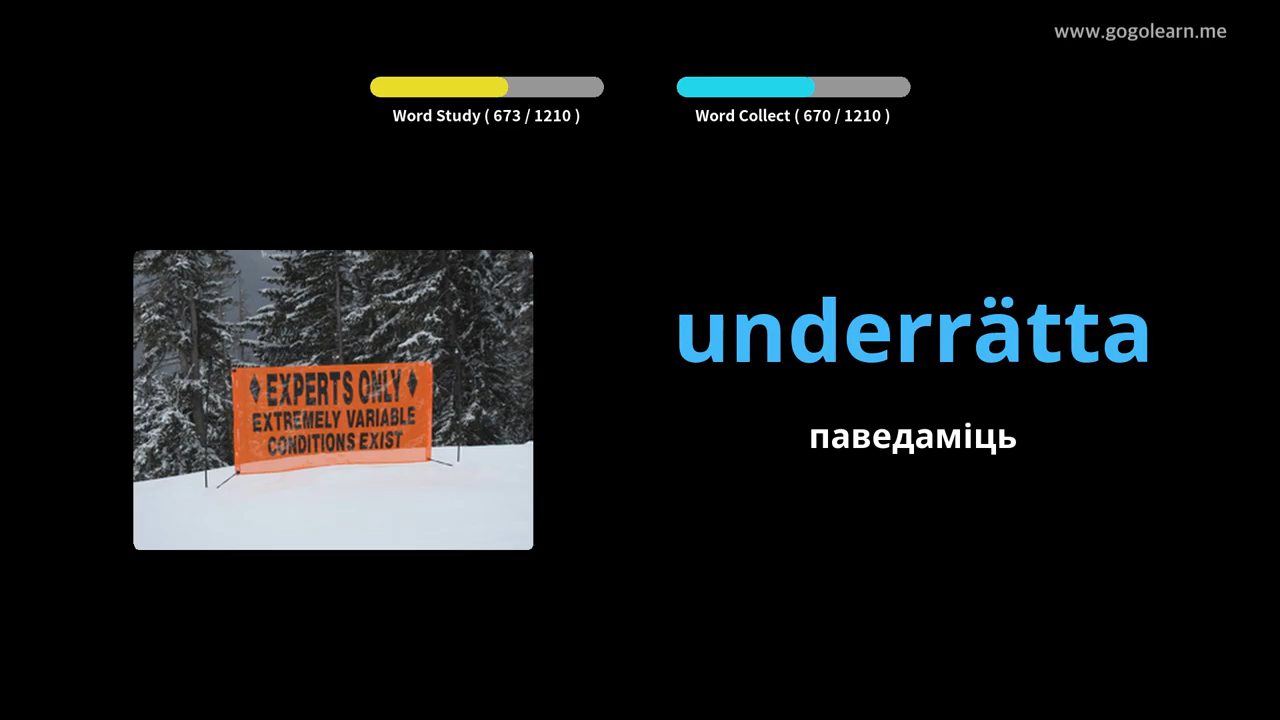 www.gogolearn.me
Word Study ( 673 / 1210 )
Word Collect ( 670 / 1210 )
EXPERTS ONLY
EXTREMELY VARIABLE
CONDITIONS EXIST
underrätta
паведаміць